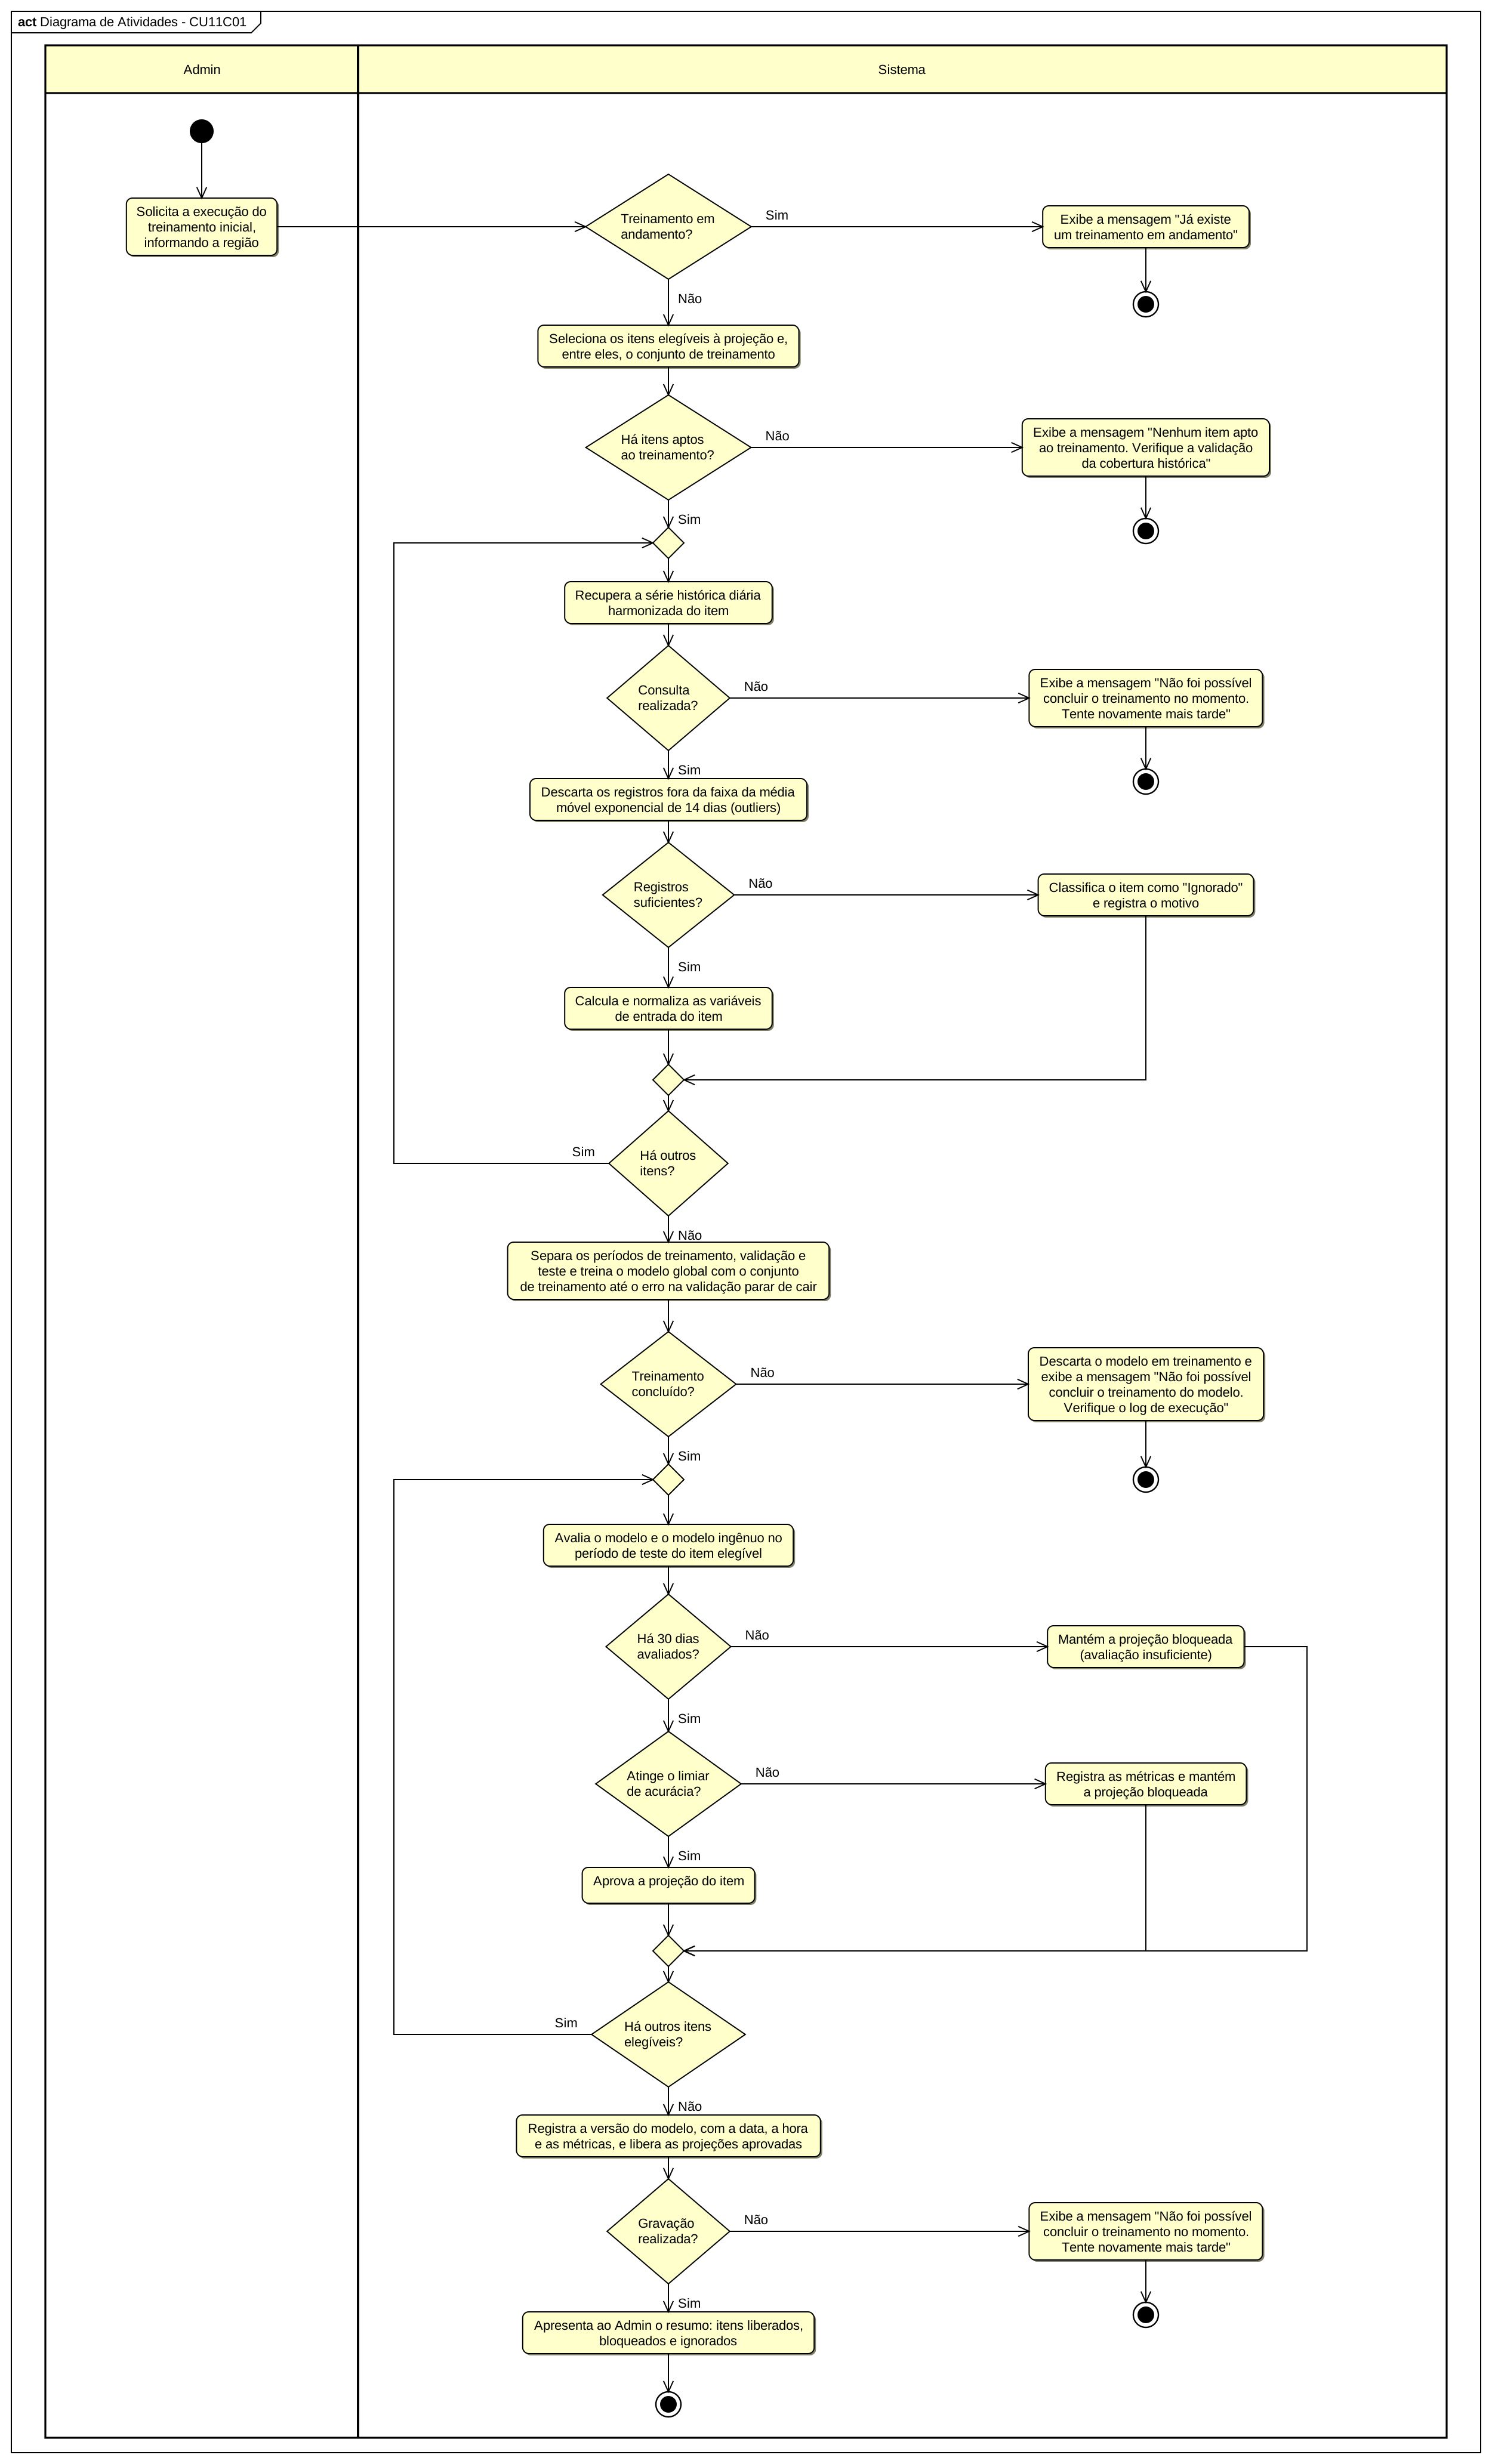 act Diagrama de Atividades - CU11C01
Admin
Sistema
Solicita a execução do
treinamento inicial,
informando a região
Treinamento em
andamento?
Sim
Exibe a mensagem "Já existe
um treinamento em andamento"
Não
Seleciona os itens elegíveis à projeção e,
entre eles, o conjunto de treinamento
Há itens aptos
ao treinamento?
Não
Exibe a mensagem "Nenhum item apto
ao treinamento. Verifique a validação
da cobertura histórica"
Sim
Recupera a série histórica diária
harmonizada do item
Consulta
realizada?
Não
Exibe a mensagem "Não foi possível
concluir o treinamento no momento.
Tente novamente mais tarde"
Sim
Descarta os registros fora da faixa da média
móvel exponencial de 14 dias (outliers)
Registros
suficientes?
Não
Classifica o item como "Ignorado"
e registra o motivo
Sim
Calcula e normaliza as variáveis
de entrada do item
Há outros
itens?
Sim
Não
Separa os períodos de treinamento, validação e
teste e treina o modelo global com o conjunto
de treinamento até o erro na validação parar de cair
Treinamento
concluído?
Não
Descarta o modelo em treinamento e
exibe a mensagem "Não foi possível
concluir o treinamento do modelo.
Verifique o log de execução"
Sim
Avalia o modelo e o modelo ingênuo no
período de teste do item elegível
Há 30 dias
avaliados?
Não
Mantém a projeção bloqueada
(avaliação insuficiente)
Sim
Atinge o limiar
de acurácia?
Não
Registra as métricas e mantém
a projeção bloqueada
Sim
Aprova a projeção do item
Há outros itens
elegíveis?
Sim
Não
Registra a versão do modelo, com a data, a hora
e as métricas, e libera as projeções aprovadas
Gravação
realizada?
Não
Exibe a mensagem "Não foi possível
concluir o treinamento no momento.
Tente novamente mais tarde"
Sim
Apresenta ao Admin o resumo: itens liberados,
bloqueados e ignorados